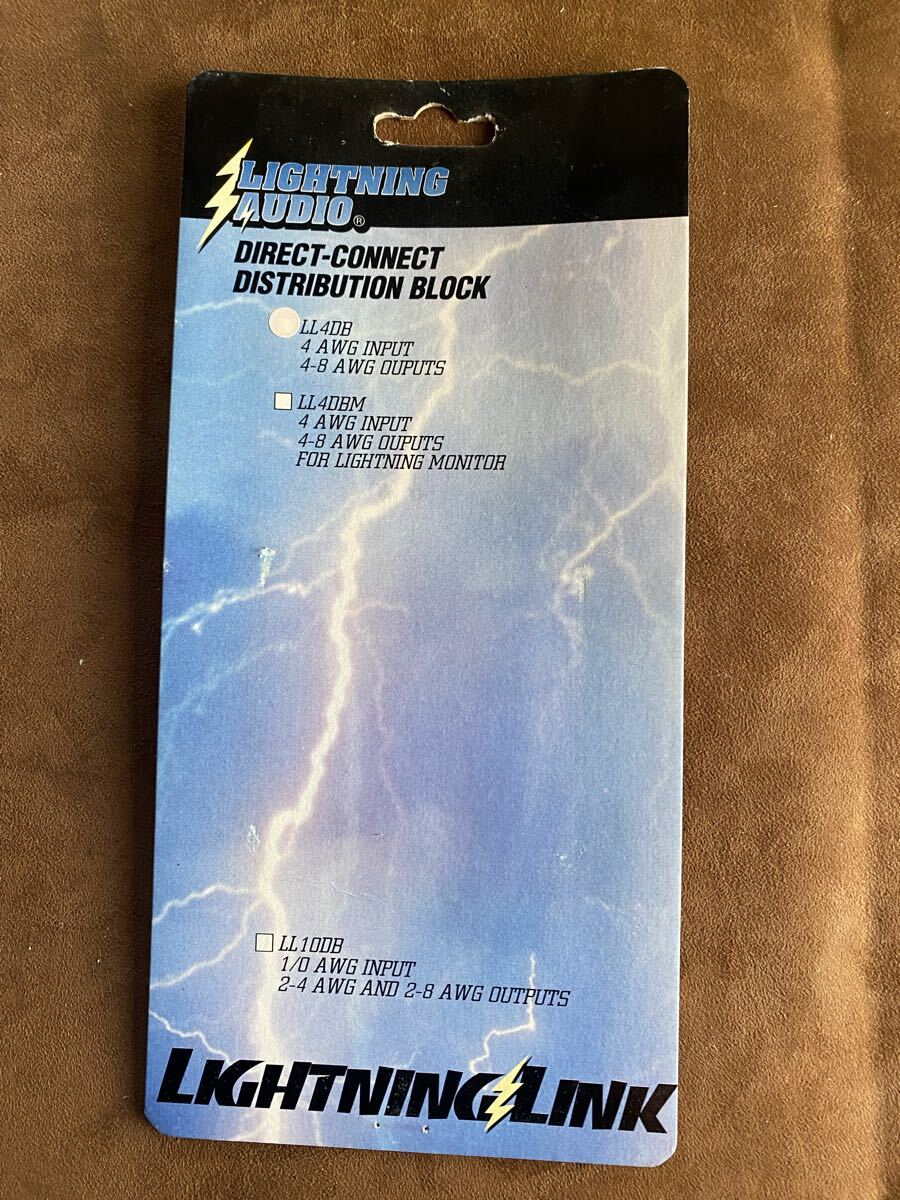 LIGHTNING
AUDIO®
DIRECT-CONNECT
DISTRIBUTION BLOCK
LL4DB
4 AWG INPUT
4-8 AWG OUPUTS
LL4DBM
4 AWG INPUT
4-8 AWG OUPUTS
FOR LIGHTNING MONITOR
LL10DB
1/0 AWG INPUT
2-4 AWG AND 2-8 AWG OUTPUTS
LIGHTNING LINK